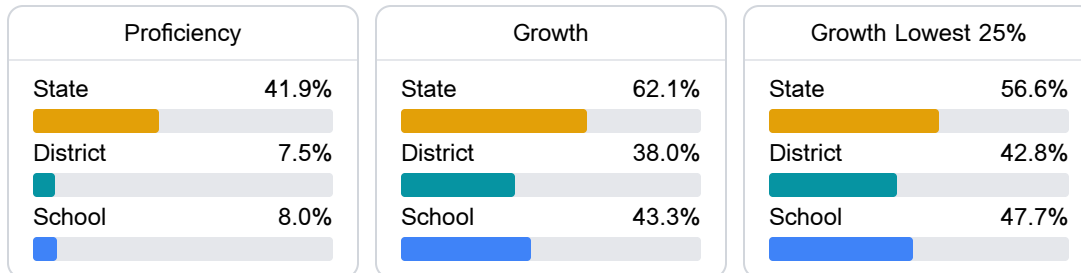 Proficiency
State 41.9%
District 7.5%
School 8.0%
Growth
State 62.1%
District 38.0%
School 43.3%
Growth Lowest 25%
State 56.6%
District 42.8%
School 47.7%